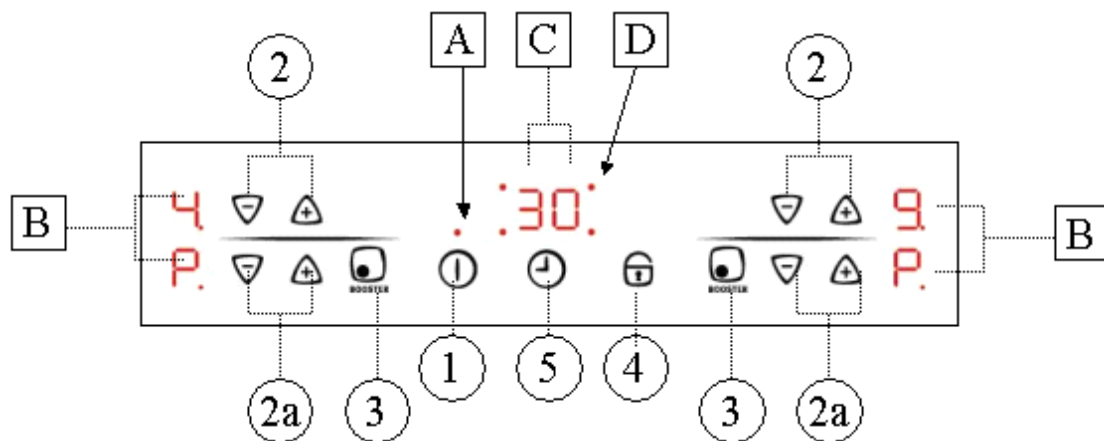 A C D
2 2
4. - + 30 - + 9.
B B
P. - + BOOSTER BOOSTER - + P.
1 5 4
2a 3 3 2a